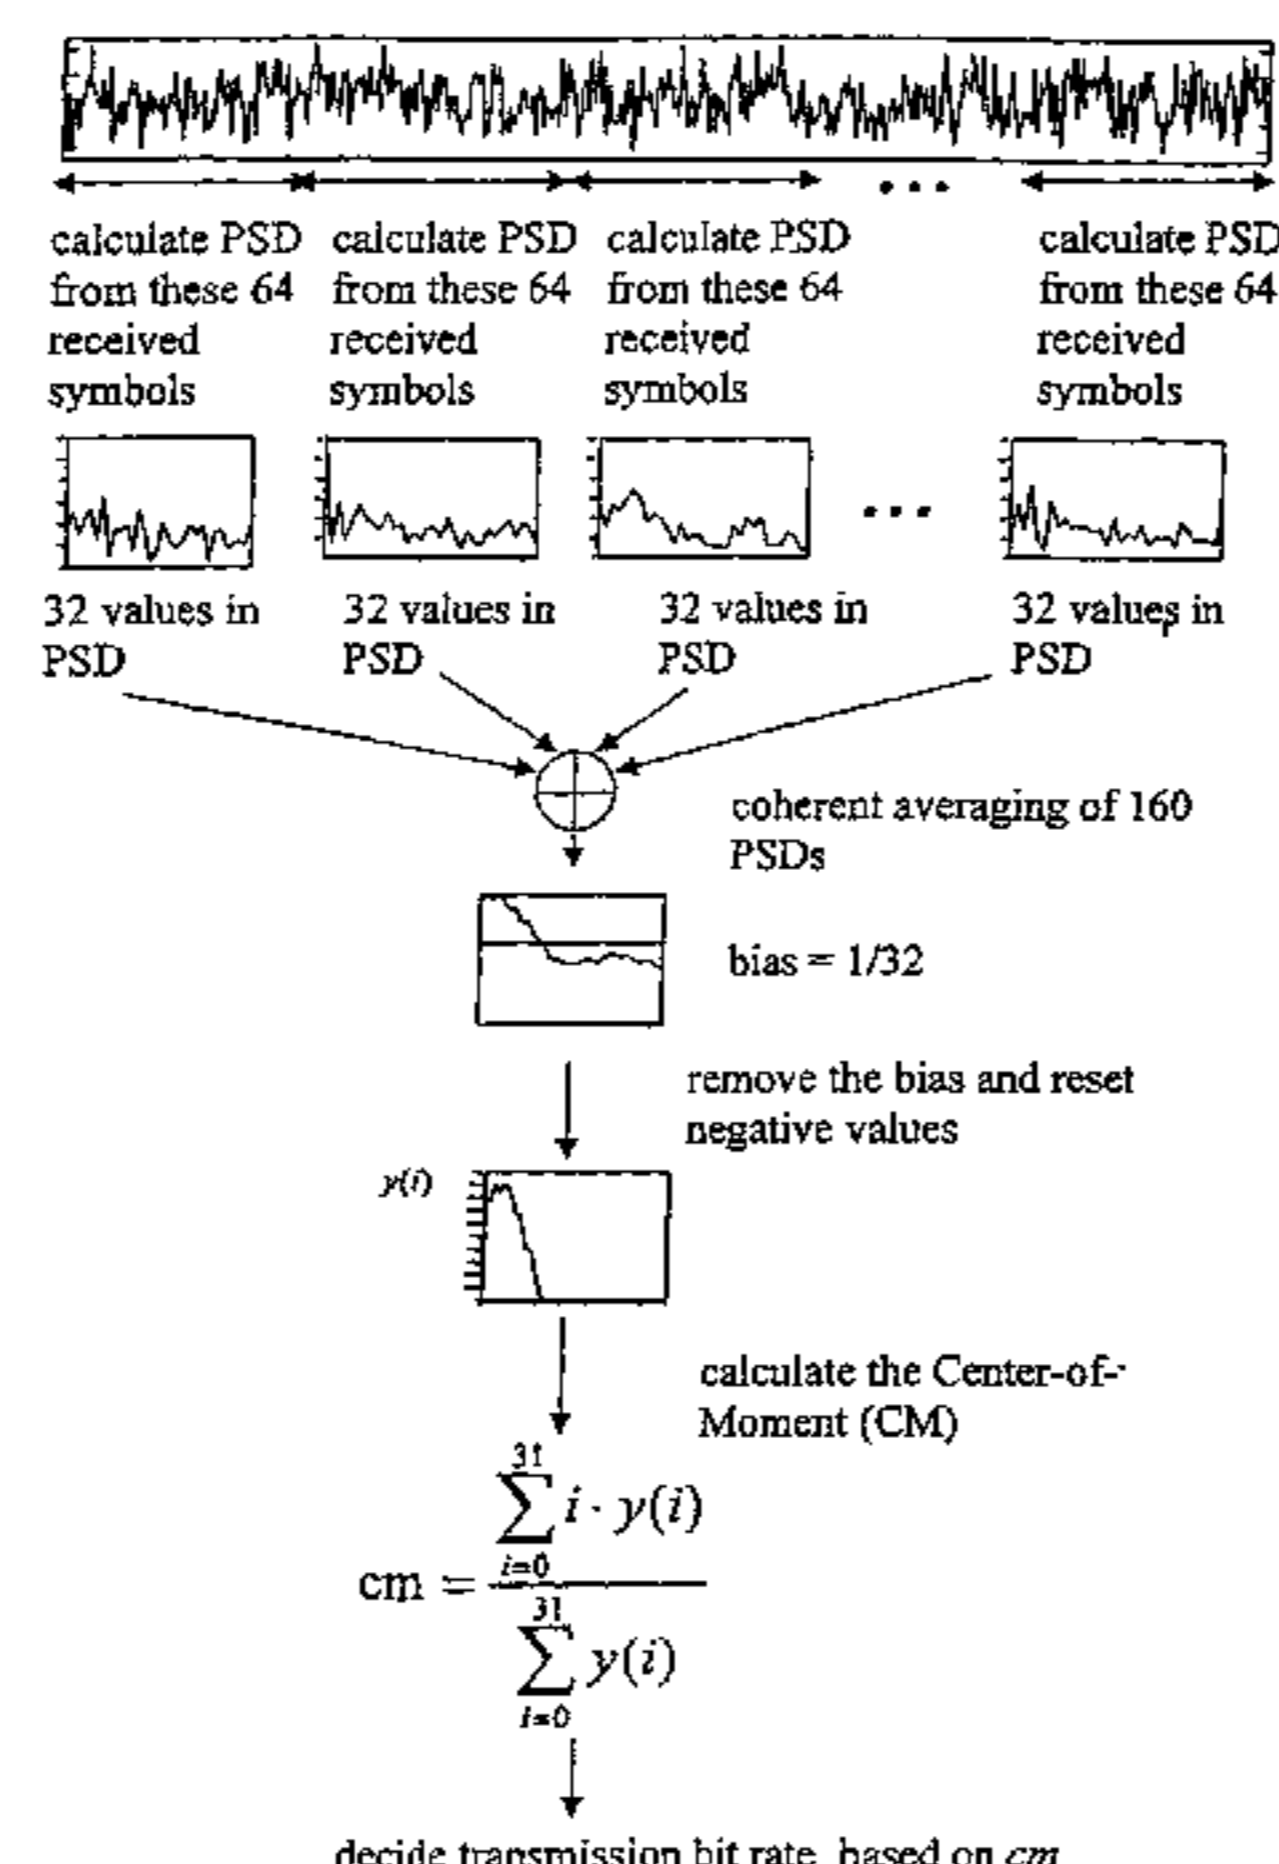 calculate PSD
from these 64
received
symbols
calculate PSD
from these 64
received
symbols
calculate PSD
from these 64
received
symbols
• • •
calculate PSD
from these 64
received
symbols
32 values in
PSD
32 values in
PSD
32 values in
PSD
• • •
32 values in
PSD
coherent averaging of 160
PSDs
bias = 1/32
remove the bias and reset
negative values
y(i)
calculate the Center-of-
Moment (CM)
cm = \frac{\sum_{i=0}^{31} i · y(i)}{\sum_{i=0}^{31} y(i)}
decide transmission bit rate based on cm